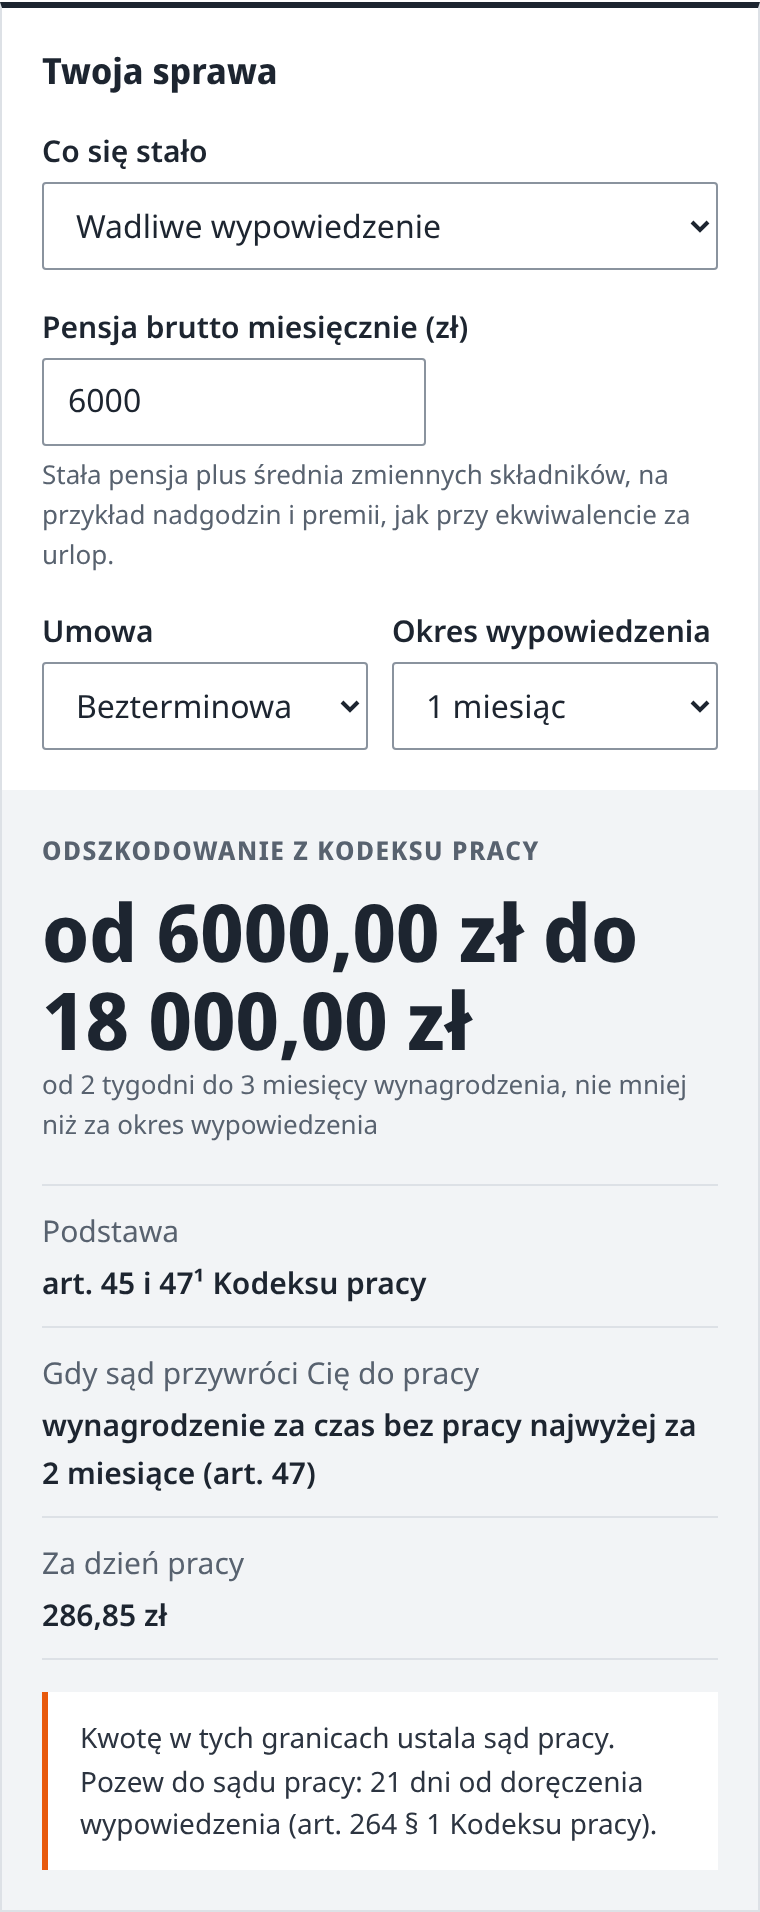 Twoja sprawa
Co się stało
Wadliwe wypowiedzenie
Pensja brutto miesięcznie (zł)
6000
Stała pensja plus średnia zmiennych składników, na
przykład nadgodzin i premii, jak przy ekwiwalencie za
urlop.
Umowa
Okres wypowiedzenia
Bezterminowa
1 miesiąc
ODSZKODOWANIE Z KODEKSU PRACY
od 6000,00 zł do
18 000,00 zł
od 2 tygodni do 3 miesięcy wynagrodzenia, nie mniej
niż za okres wypowiedzenia
Podstawa
art. 45 i 47¹ Kodeksu pracy
Gdy sąd przywróci Cię do pracy
wynagrodzenie za czas bez pracy najwyżej za
2 miesiące (art. 47)
Za dzień pracy
286,85 zł
Kwotę w tych granicach ustala sąd pracy.
Pozew do sądu pracy: 21 dni od doręczenia
wypowiedzenia (art. 264 § 1 Kodeksu pracy).